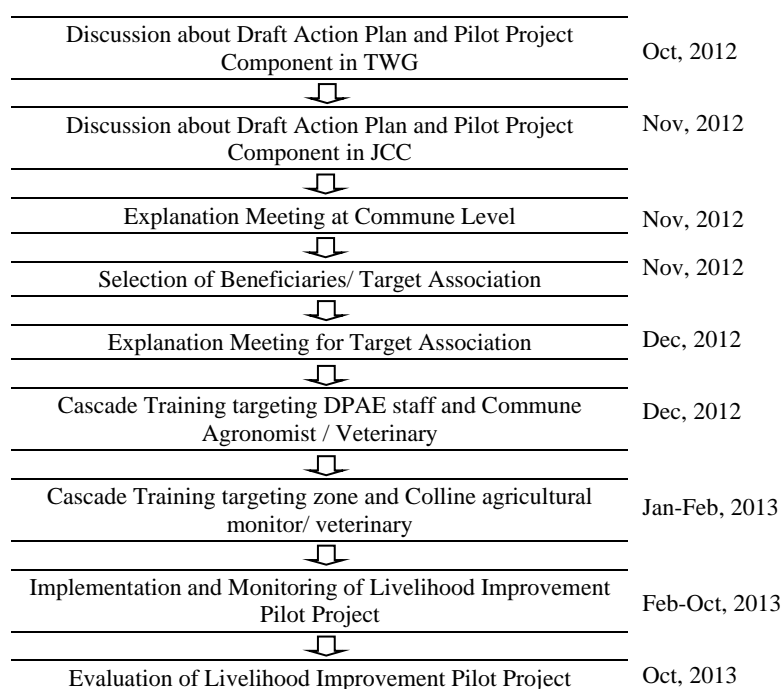 Discussion about Draft Action Plan and Pilot Project
Component in TWG
Oct, 2012
Discussion about Draft Action Plan and Pilot Project
Component in JCC
Nov, 2012
Explanation Meeting at Commune Level
Nov, 2012
Selection of Beneficiaries/ Target Association
Nov, 2012
Explanation Meeting for Target Association
Dec, 2012
Cascade Training targeting DPAE staff and Commune
Agronomist / Veterinary
Dec, 2012
Cascade Training targeting zone and Colline agricultural
monitor/ veterinary
Jan-Feb, 2013
Implementation and Monitoring of Livelihood Improvement
Pilot Project
Feb-Oct, 2013
Evaluation of Livelihood Improvement Pilot Project
Oct, 2013